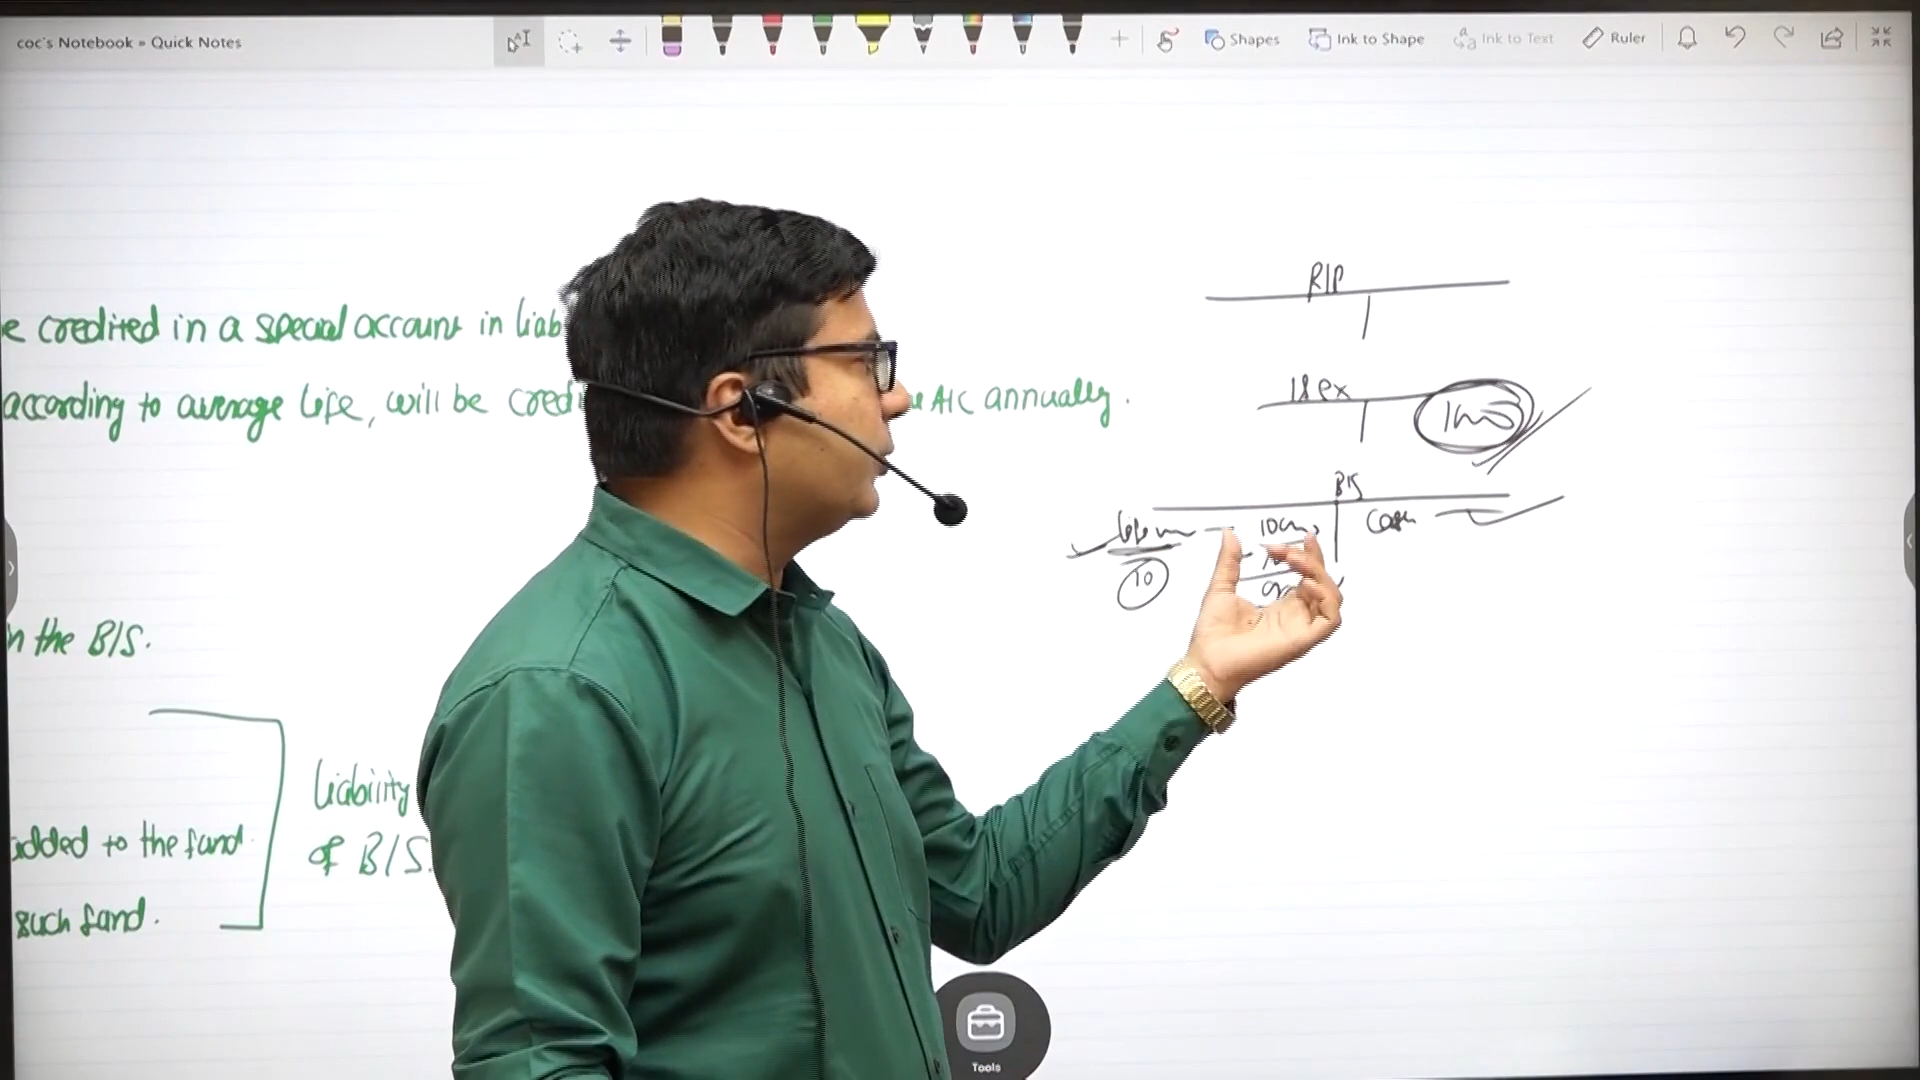 coc's Notebook » Quick Notes
Shapes
Ink to Shape
Ink to Text
Ruler
e credited in a special account in liab
according to average life, will be credi A/C annually.
n the B/S.
added to the fund.
such fund.
liability
of B/S.
R/P
I & Ex
B/S
Cash
10
Tools